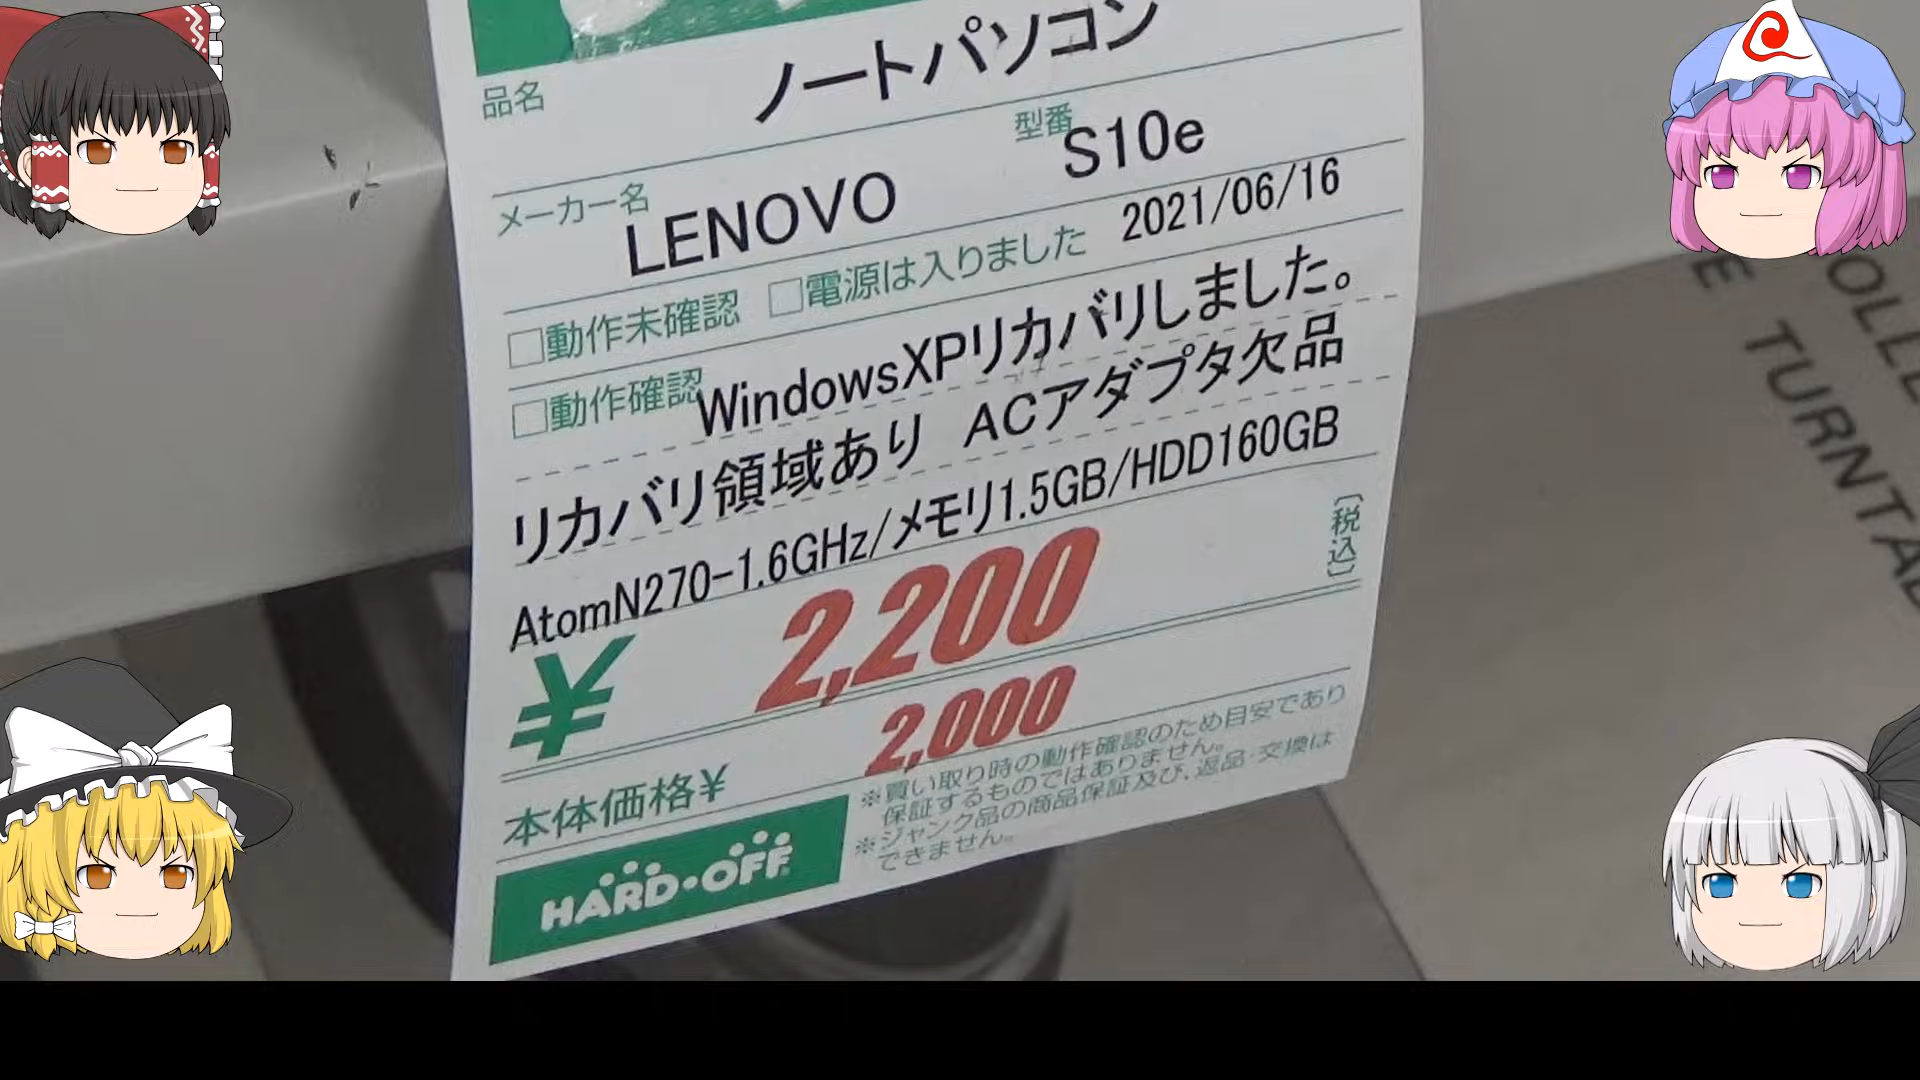 品名
ノートパソコン
型番
S10e
メーカー名
LENOVO
2021/06/16
□動作未確認 □電源は入りました
□動作確認
WindowsXPリカバリしました。
リカバリ領域あり ACアダプタ欠品
AtomN270-1.6GHz/メモリ1.5GB/HDD160GB
¥ 2,200 〔税込〕
本体価格¥ 2,000
※買い取り時の動作確認のため目安であり
保証するものではありません。
※ジャンク品の商品保証及び、返品・交換は
できません。
HARD・OFF
TURNTAB
OLLE
E